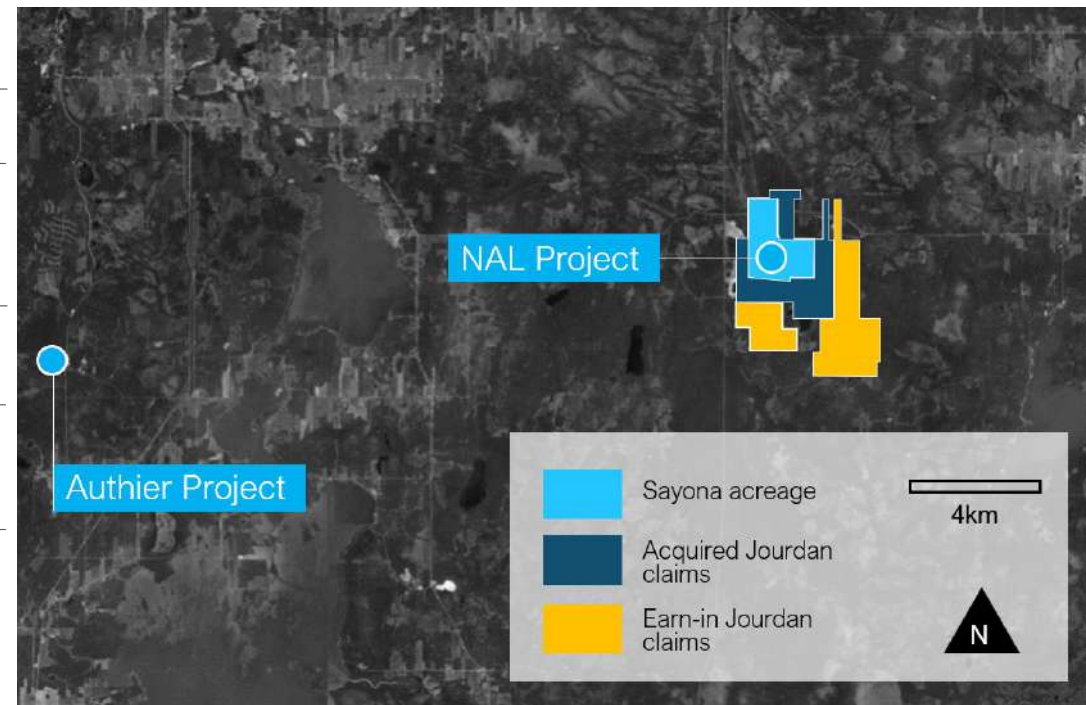 NAL Project
Authier Project
Sayona acreage
4km
Acquired Jourdan
claims
Earn-in Jourdan
claims
N